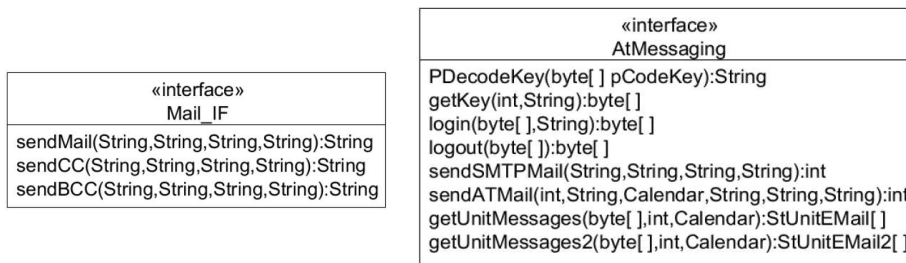 «interface»
Mail_IF
sendMail(String,String,String,String):String
sendCC(String,String,String,String):String
sendBCC(String,String,String,String):String
«interface»
AtMessaging
PDecodeKey(byte[ ] pCodeKey):String
getKey(int,String):byte[ ]
login(byte[ ],String):byte[ ]
logout(byte[ ]):byte[ ]
sendSMTPMail(String,String,String,String):int
sendATMail(int,String,Calendar,String,String,String):int
getUnitMessages(byte[ ],int,Calendar):StUnitEMail[ ]
getUnitMessages2(byte[ ],int,Calendar):StUnitEMail2[ ]